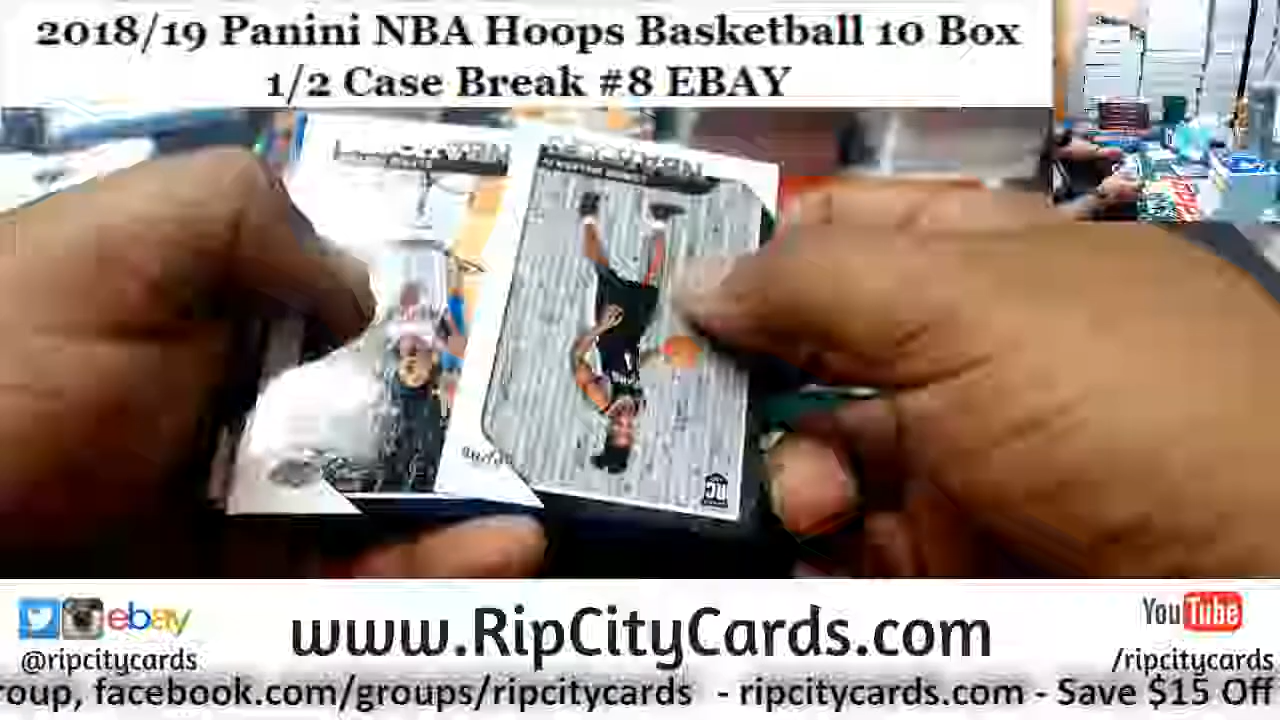 2018/19 Panini NBA Hoops Basketball 10 Box
1/2 Case Break #8 EBAY
RC
ebay
www.RipCityCards.com
YouTube
@ripcitycards
/ripcitycards
roup, facebook.com/groups/ripcitycards - ripcitycards.com - Save $15 Off